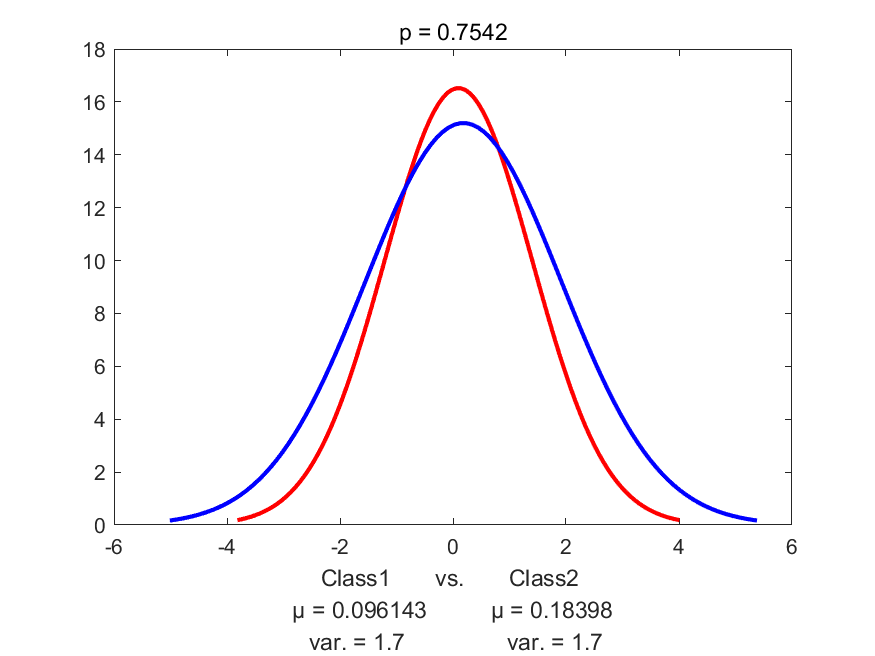 p = 0.7542
18
16
14
12
10
8
6
4
2
0
-6 -4 -2 0 2 4 6
Class1 vs. Class2
μ = 0.096143 μ = 0.18398
var. = 1.7 var. = 1.7